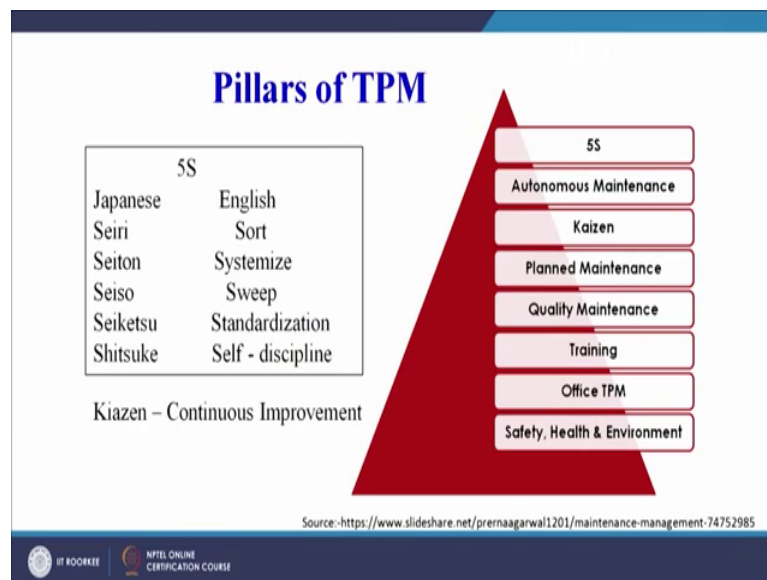 Pillars of TPM
5S
Japanese English
Seiri Sort
Seiton Systemize
Seiso Sweep
Seiketsu Standardization
Shitsuke Self - discipline
Kiazen – Continuous Improvement
5S
Autonomous Maintenance
Kaizen
Planned Maintenance
Quality Maintenance
Training
Office TPM
Safety, Health & Environment
Source:-https://www.slideshare.net/prernaagarwal1201/maintenance-management-74752985
IIT ROORKEE
NPTEL ONLINE
CERTIFICATION COURSE